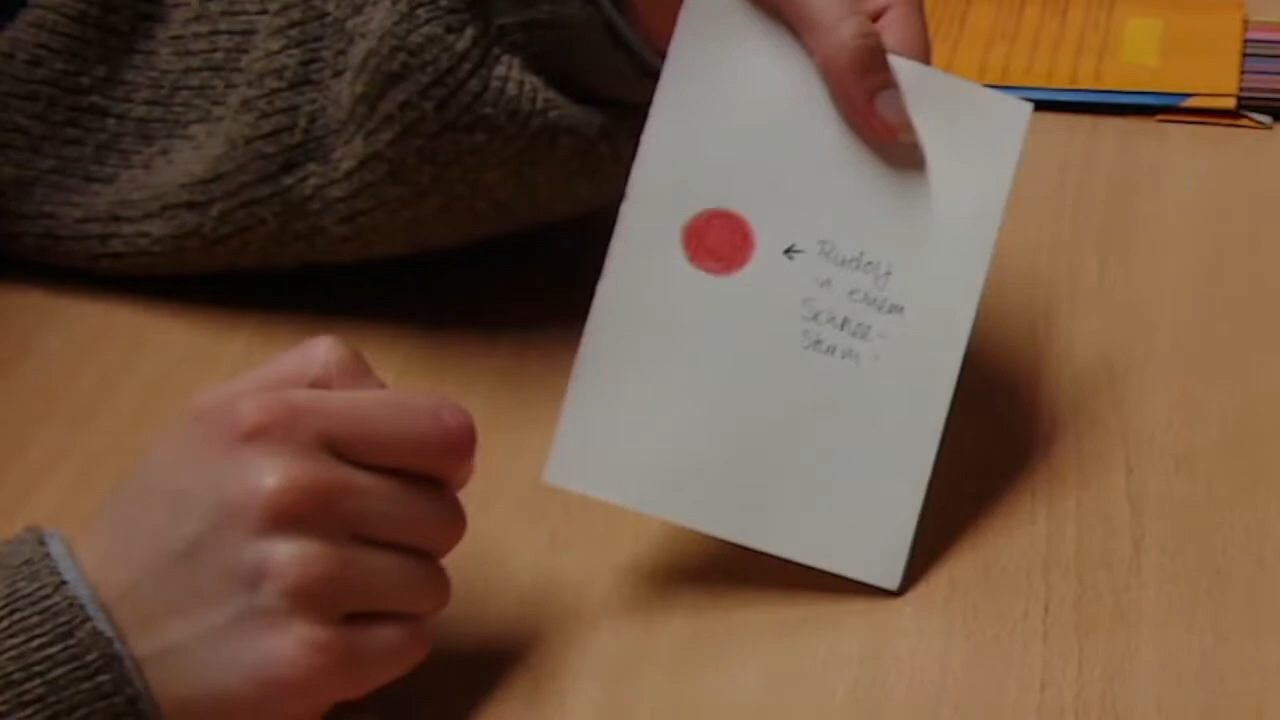 ← Rudolf
in einem
Schnee-
sturm